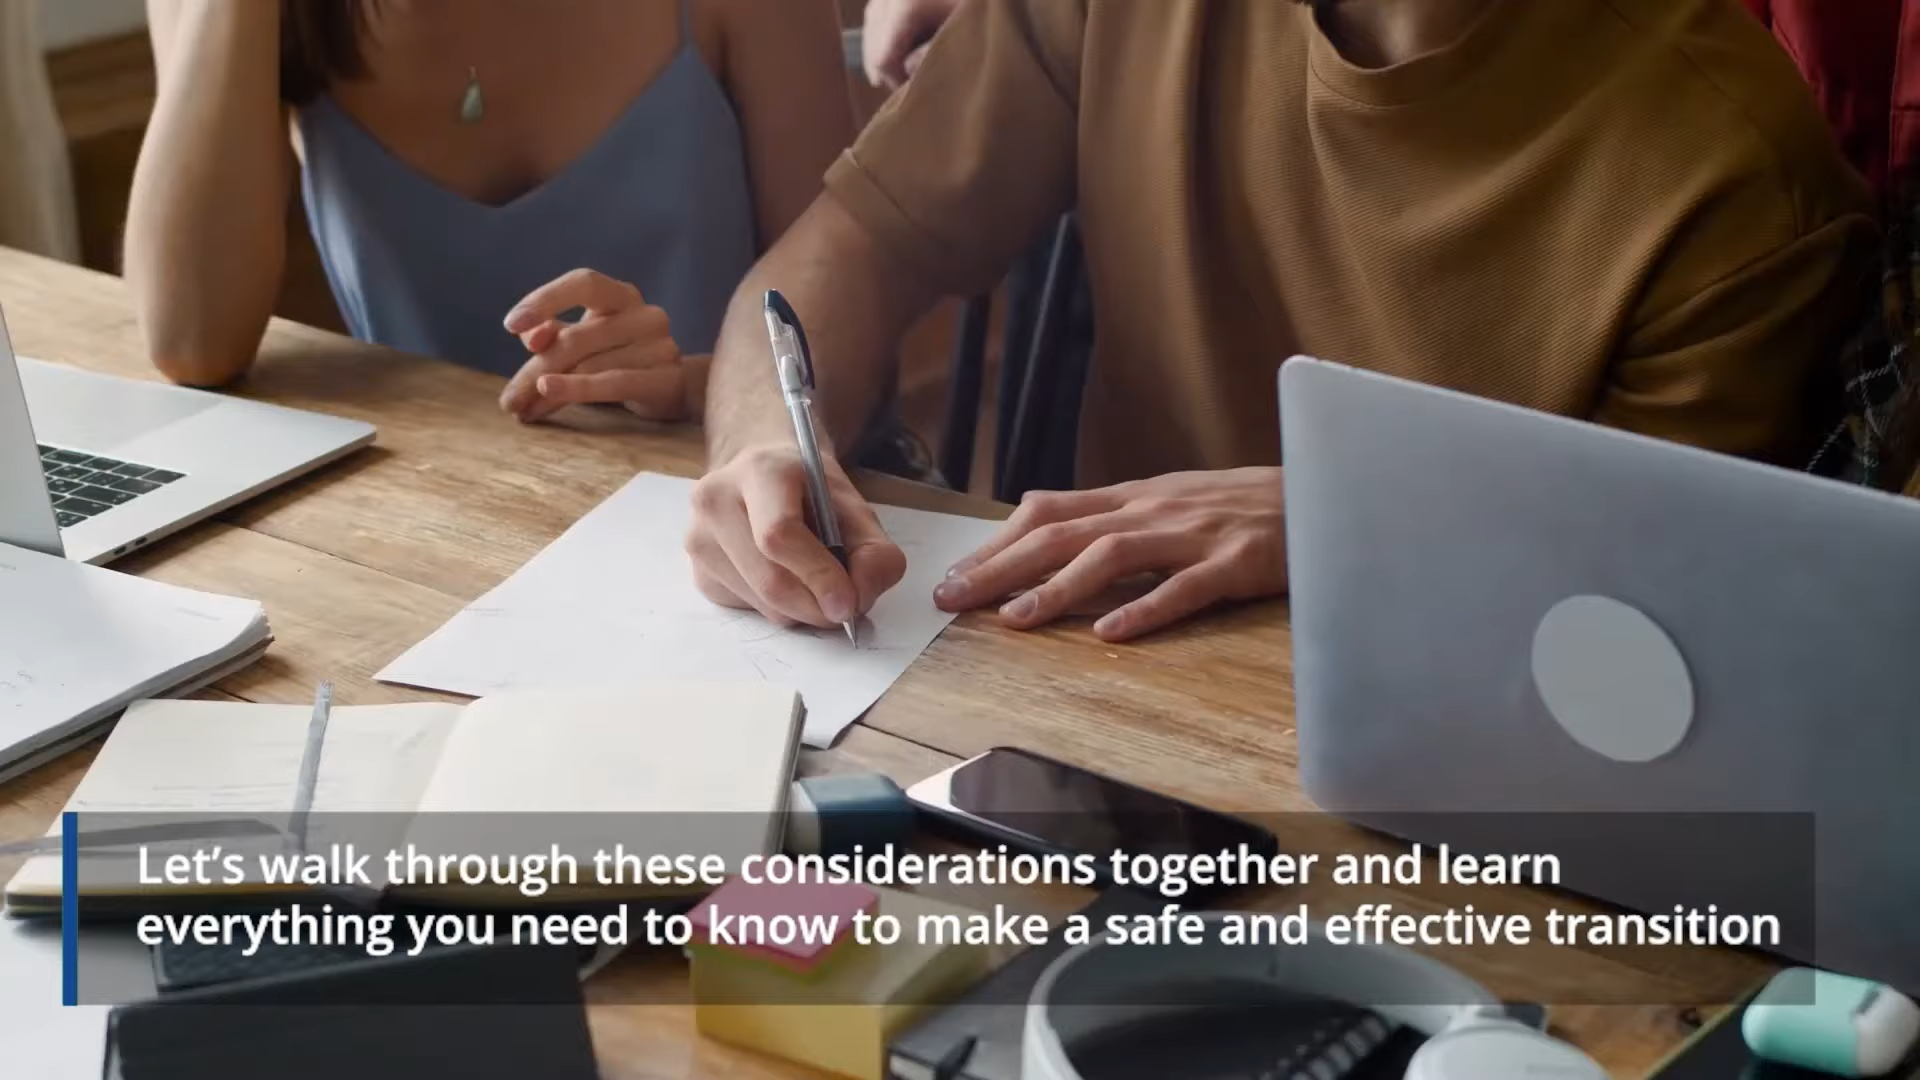 Let’s walk through these considerations together and learn
everything you need to know to make a safe and effective transition